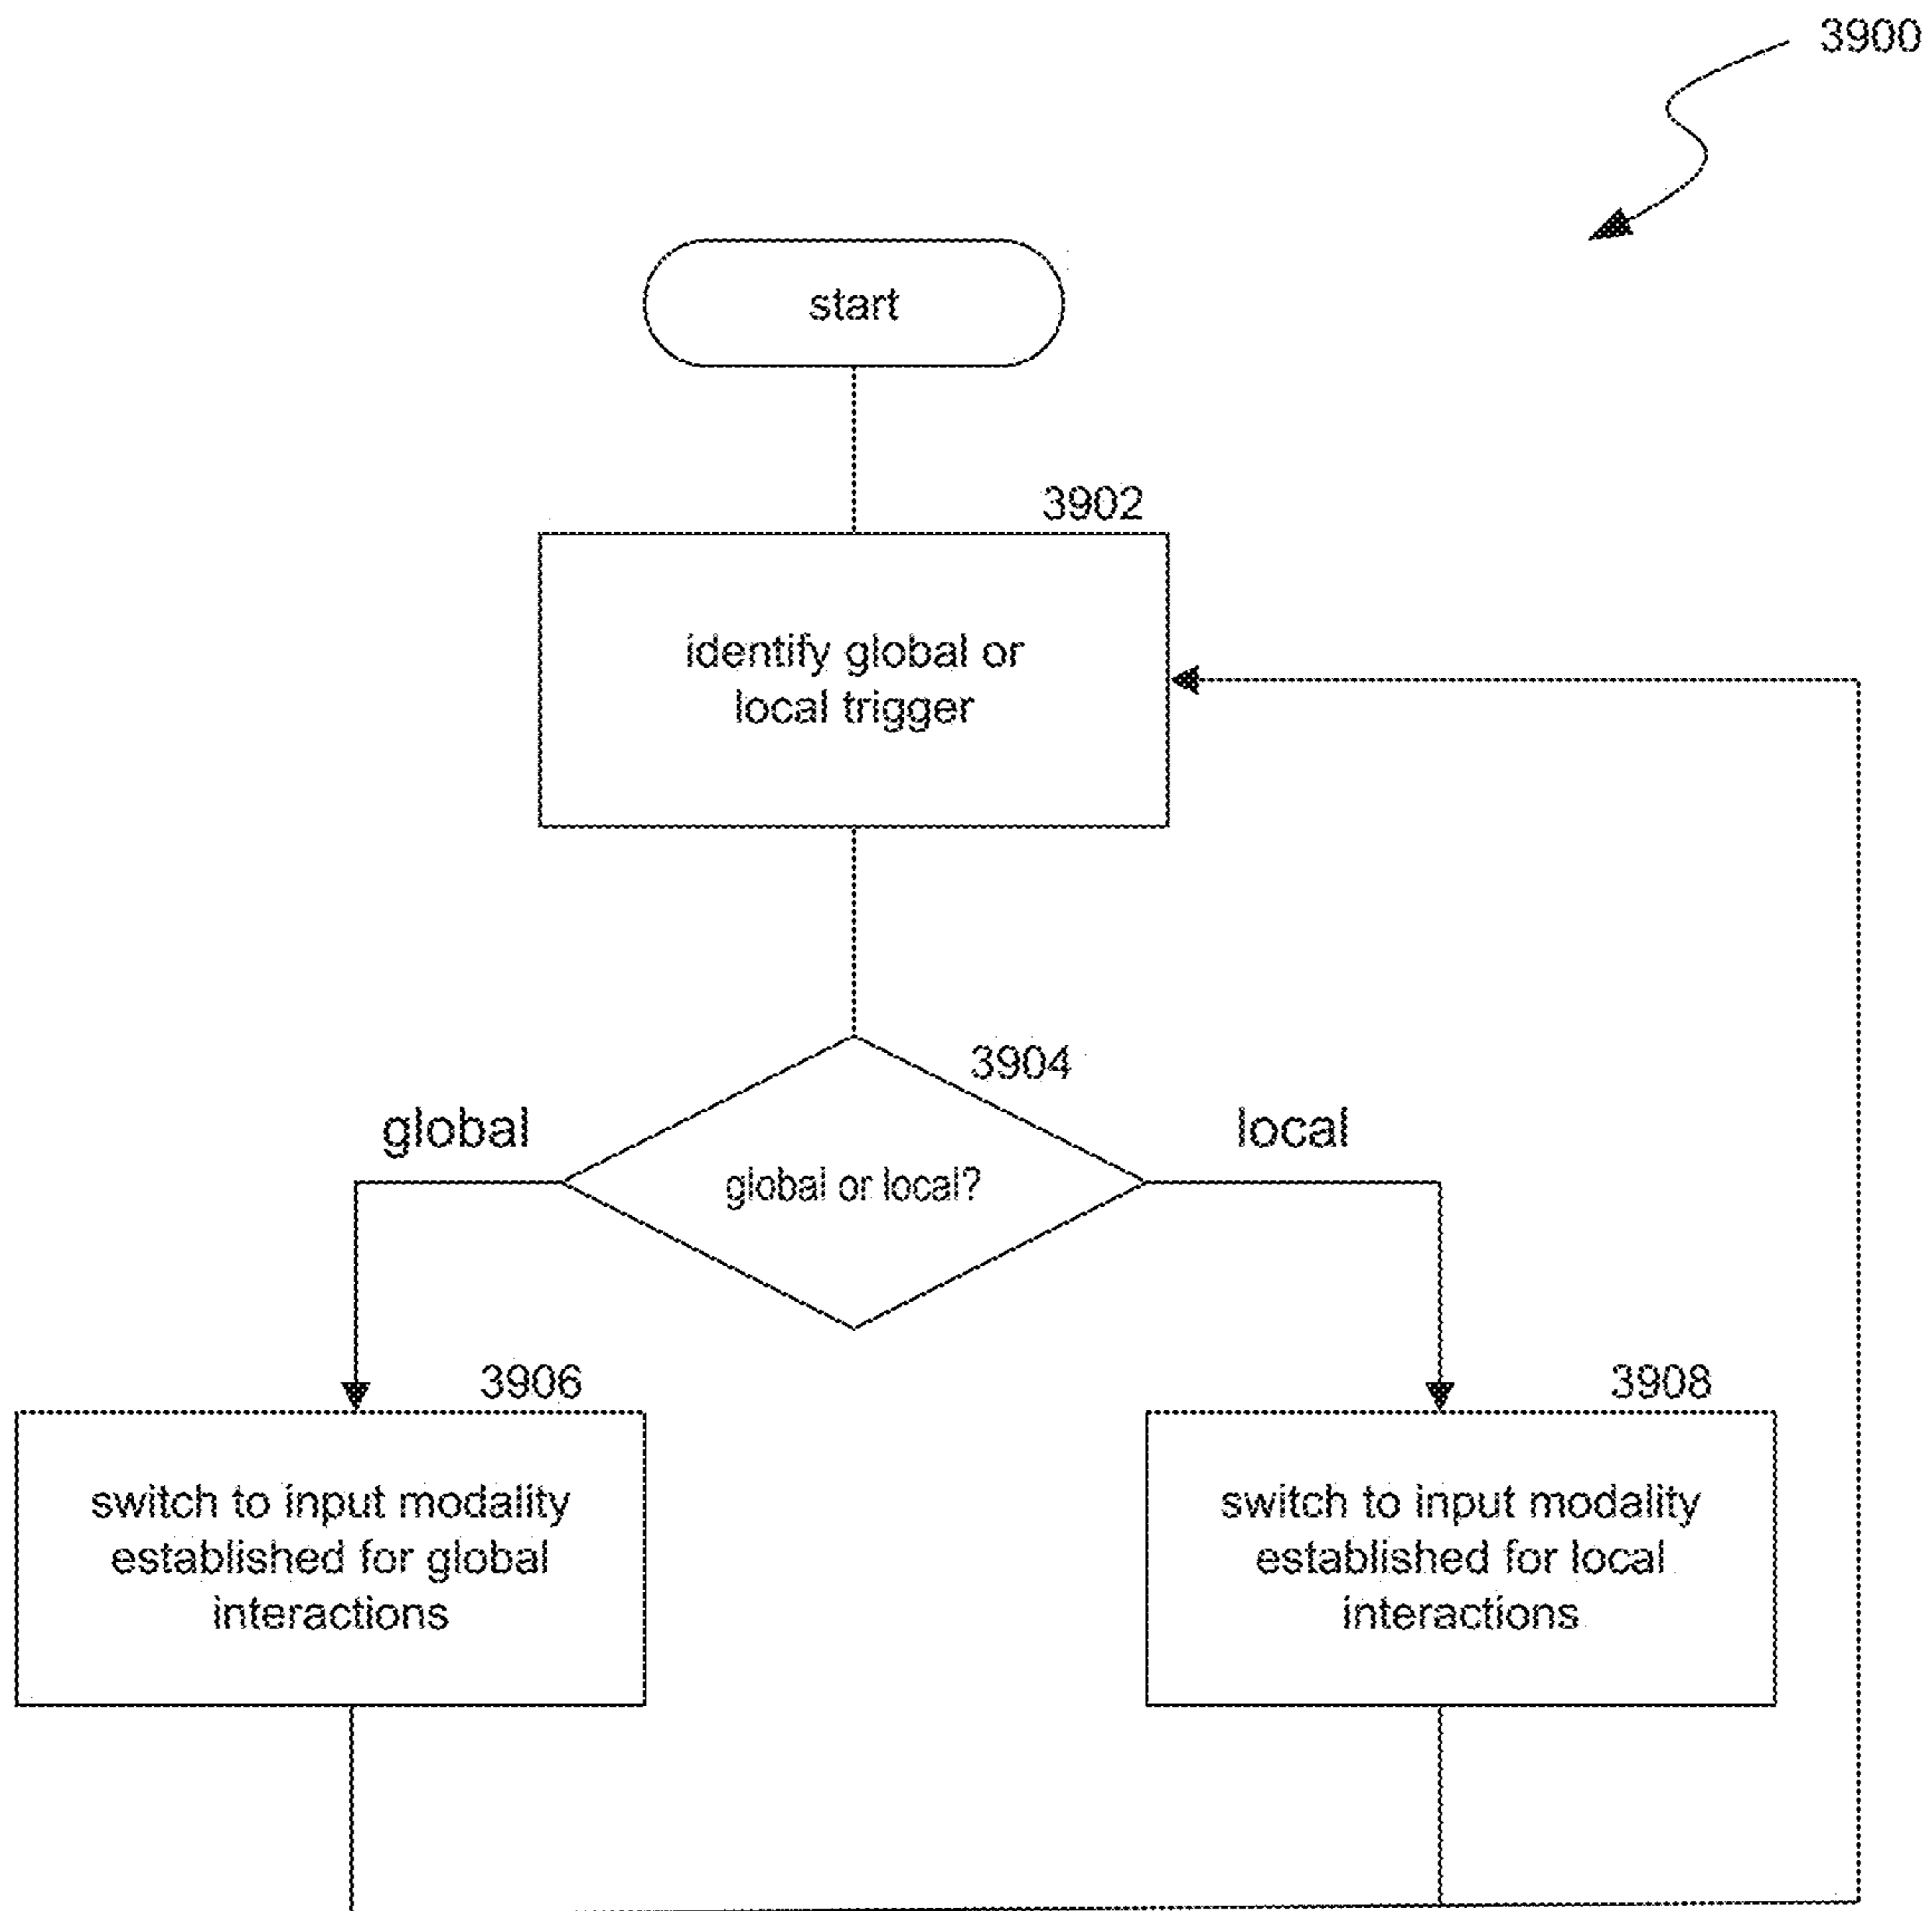 3900
start
3902
identify global or
local trigger
3904
global
local
global or local?
3906
3908
switch to input modality
established for global
interactions
switch to input modality
established for local
interactions